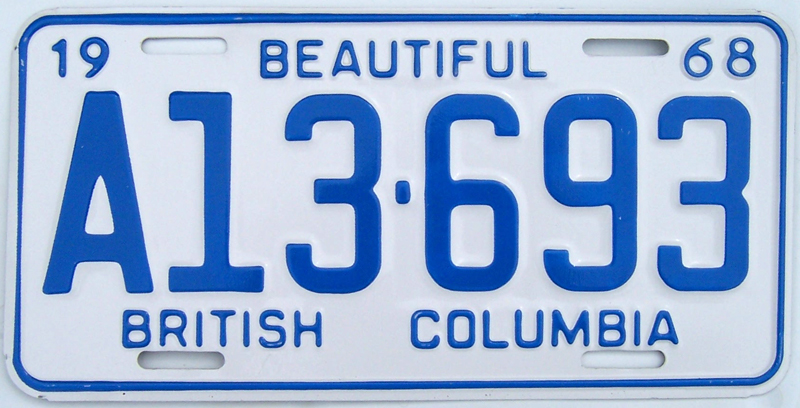 19 BEAUTIFUL 68
A13·693
BRITISH COLUMBIA